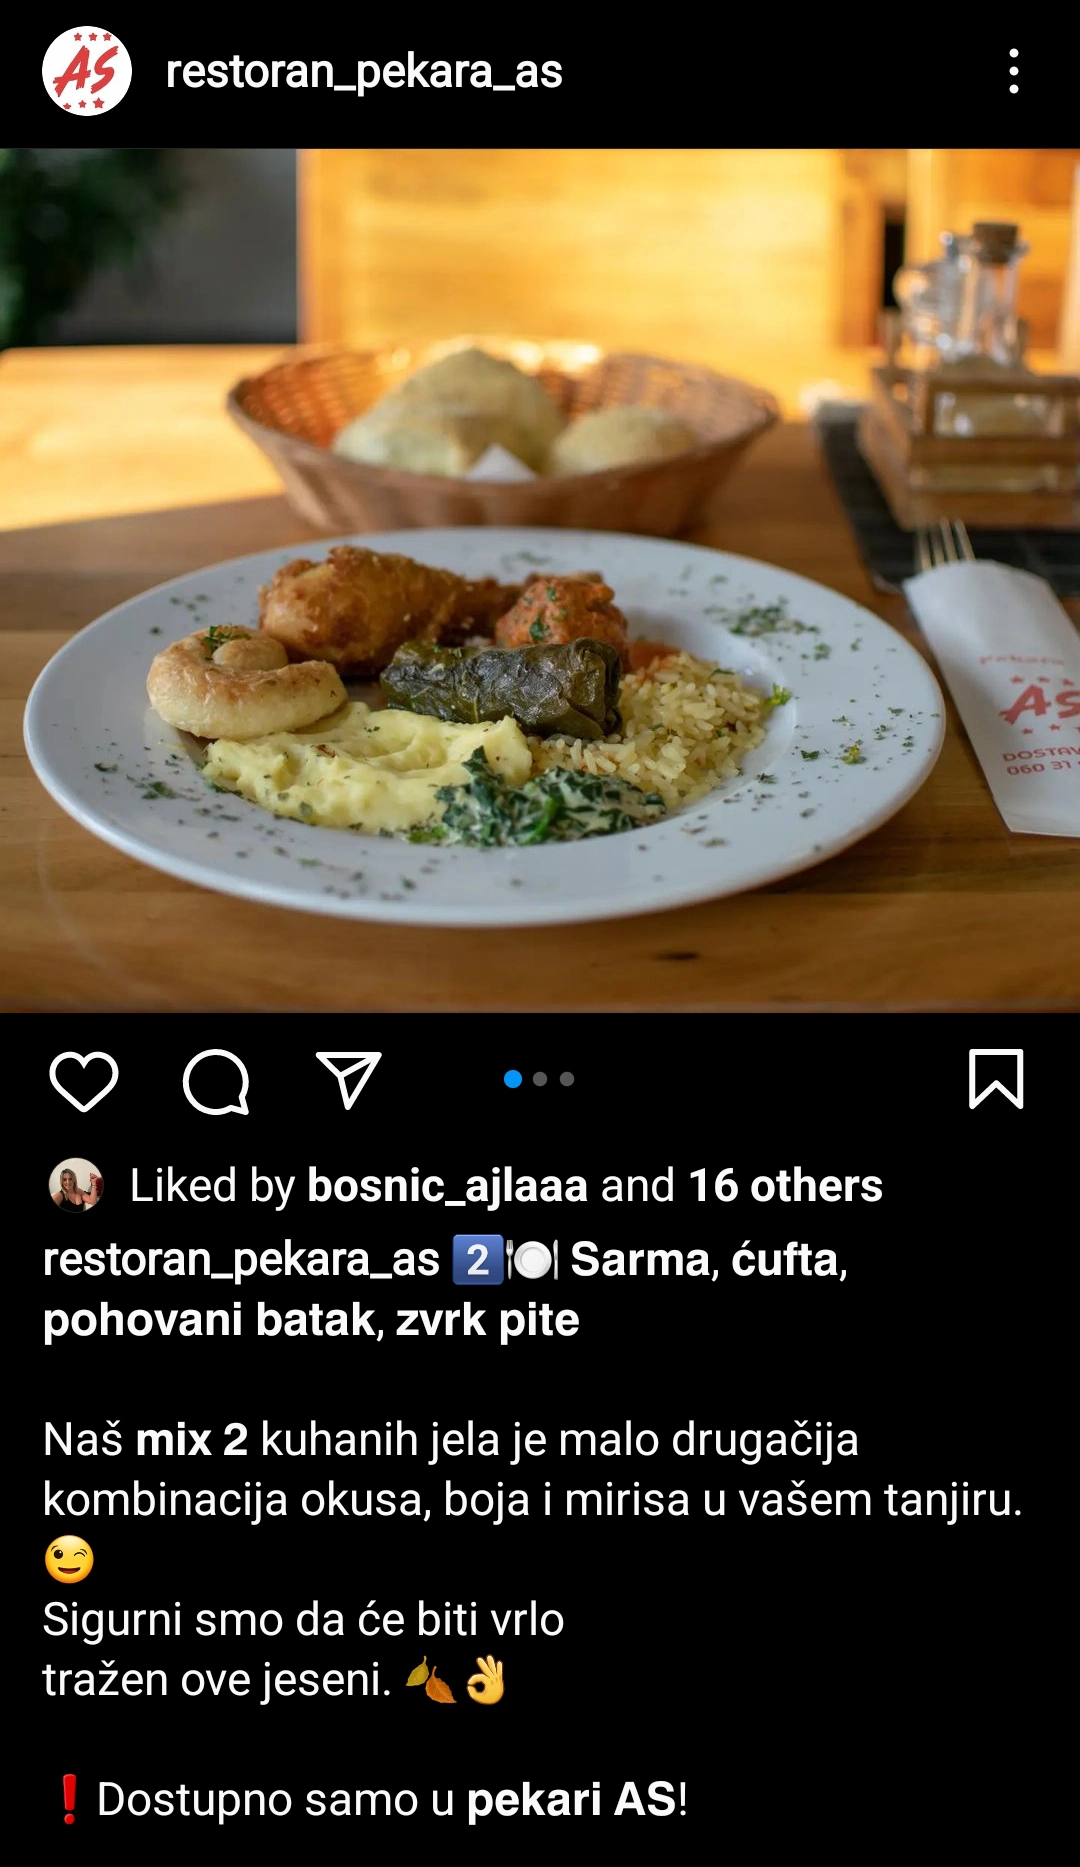 AS
restoran_pekara_as
AS
DOSTAV
060 31
Liked by bosnic_ajlaaa and 16 others
restoran_pekara_as 2️⃣🍽️ Sarma, ćufta,
pohovani batak, zvrk pite
Naš mix 2 kuhanih jela je malo drugačija
kombinacija okusa, boja i mirisa u vašem tanjiru.
😉
Sigurni smo da će biti vrlo
tražen ove jeseni. 🍂👌
❗Dostupno samo u pekari AS!